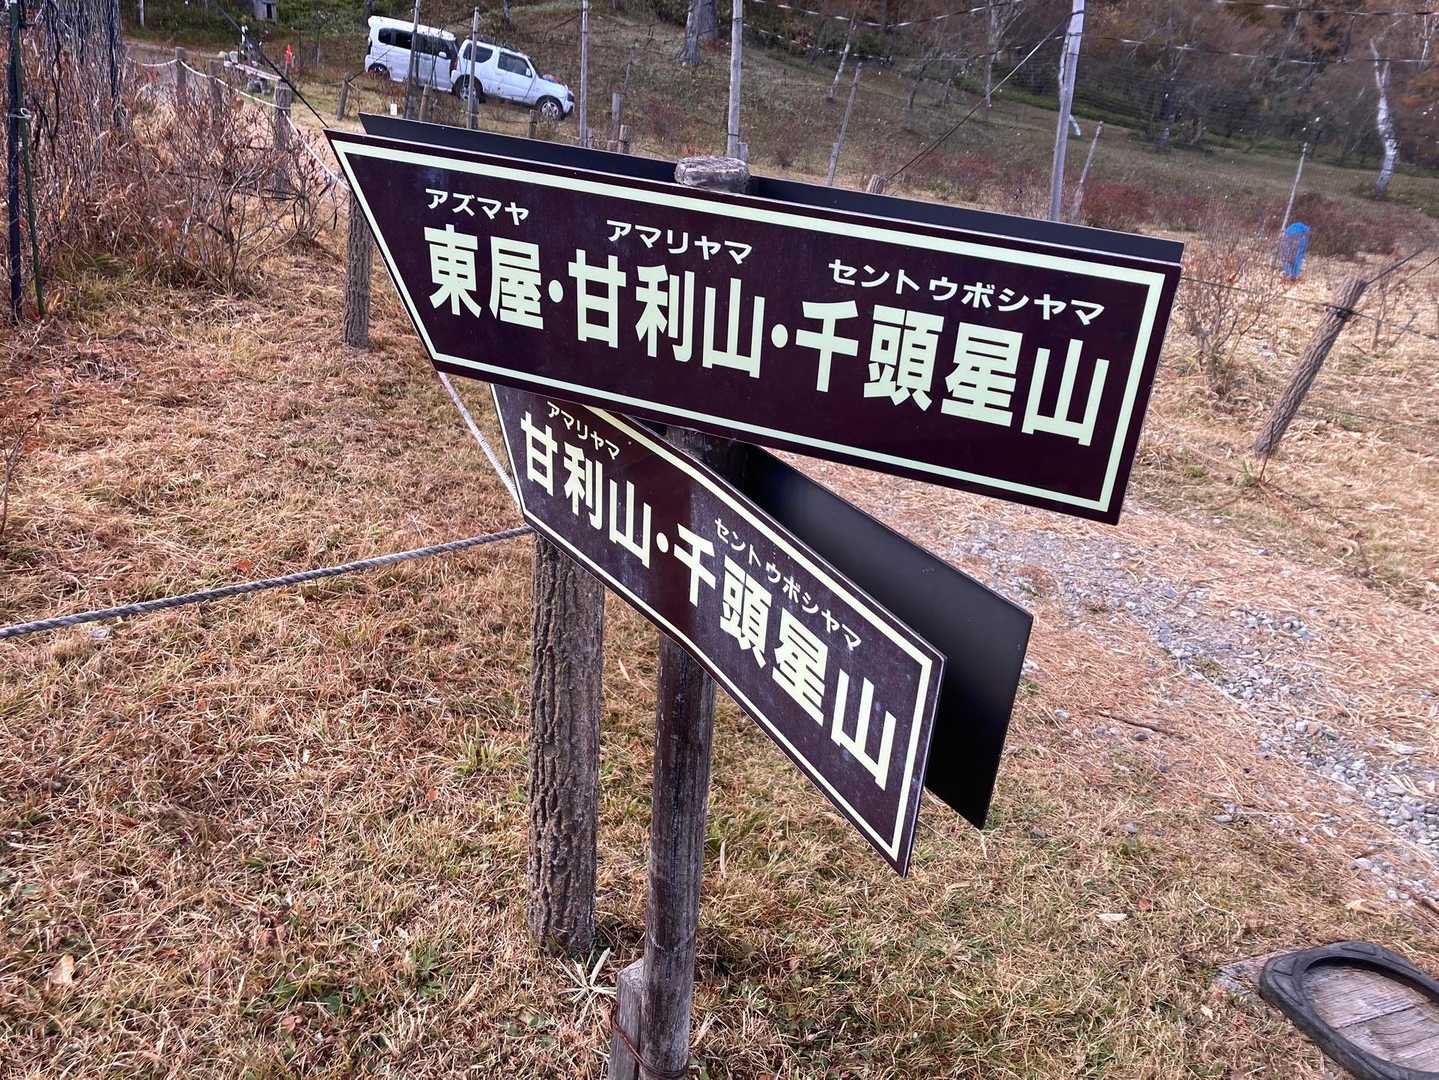 アズマヤ アマリヤマ セントウボシヤマ
東屋・甘利山・千頭星山
アマリヤマ セントウボシヤマ
甘利山・千頭星山